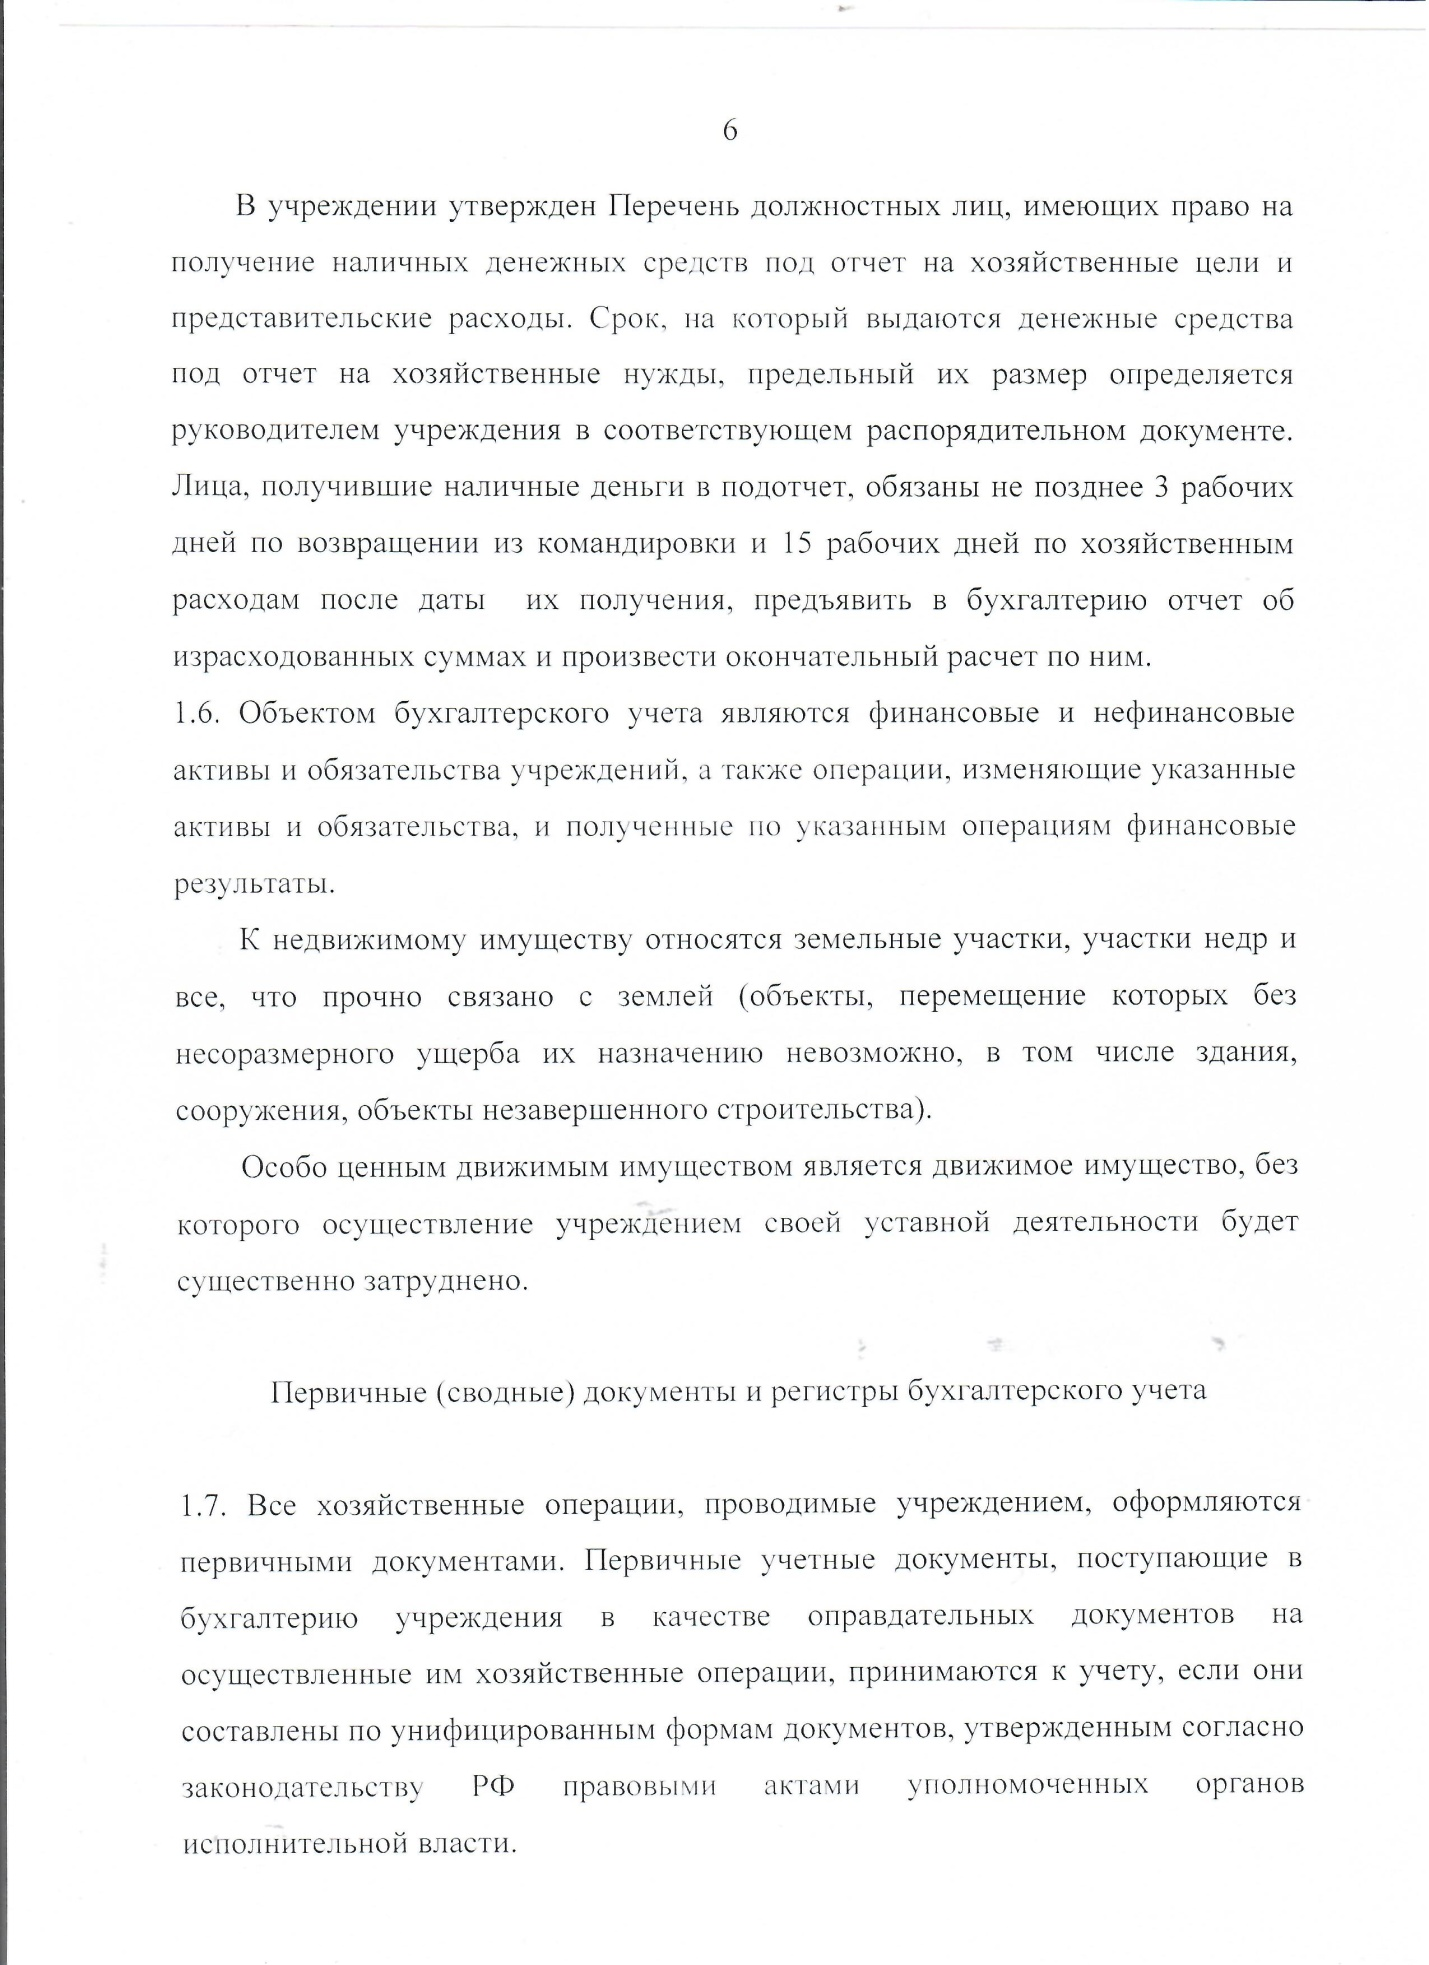 6
В учреждении утвержден Перечень должностных лиц, имеющих право на
получение наличных денежных средств под отчет на хозяйственные цели и
представительские расходы. Срок, на который выдаются денежные средства
под отчет на хозяйственные нужды, предельный их размер определяется
руководителем учреждения в соответствующем распорядительном документе.
Лица, получившие наличные деньги в подотчет, обязаны не позднее 3 рабочих
дней по возвращении из командировки и 15 рабочих дней по хозяйственным
расходам после даты их получения, предъявить в бухгалтерию отчет об
израсходованных суммах и произвести окончательный расчет по ним.
1.6. Объектом бухгалтерского учета являются финансовые и нефинансовые
активы и обязательства учреждений, а также операции, изменяющие указанные
активы и обязательства, и полученные по указанным операциям финансовые
результаты.
К недвижимому имуществу относятся земельные участки, участки недр и
все, что прочно связано с землей (объекты, перемещение которых без
несоразмерного ущерба их назначению невозможно, в том числе здания,
сооружения, объекты незавершенного строительства).
Особо ценным движимым имуществом является движимое имущество, без
которого осуществление учреждением своей уставной деятельности будет
существенно затруднено.
Первичные (сводные) документы и регистры бухгалтерского учета
1.7. Все хозяйственные операции, проводимые учреждением, оформляются
первичными документами. Первичные учетные документы, поступающие в
бухгалтерию учреждения в качестве оправдательных документов на
осуществленные им хозяйственные операции, принимаются к учету, если они
составлены по унифицированным формам документов, утвержденным согласно
законодательству РФ правовыми актами уполномоченных органов
исполнительной власти.